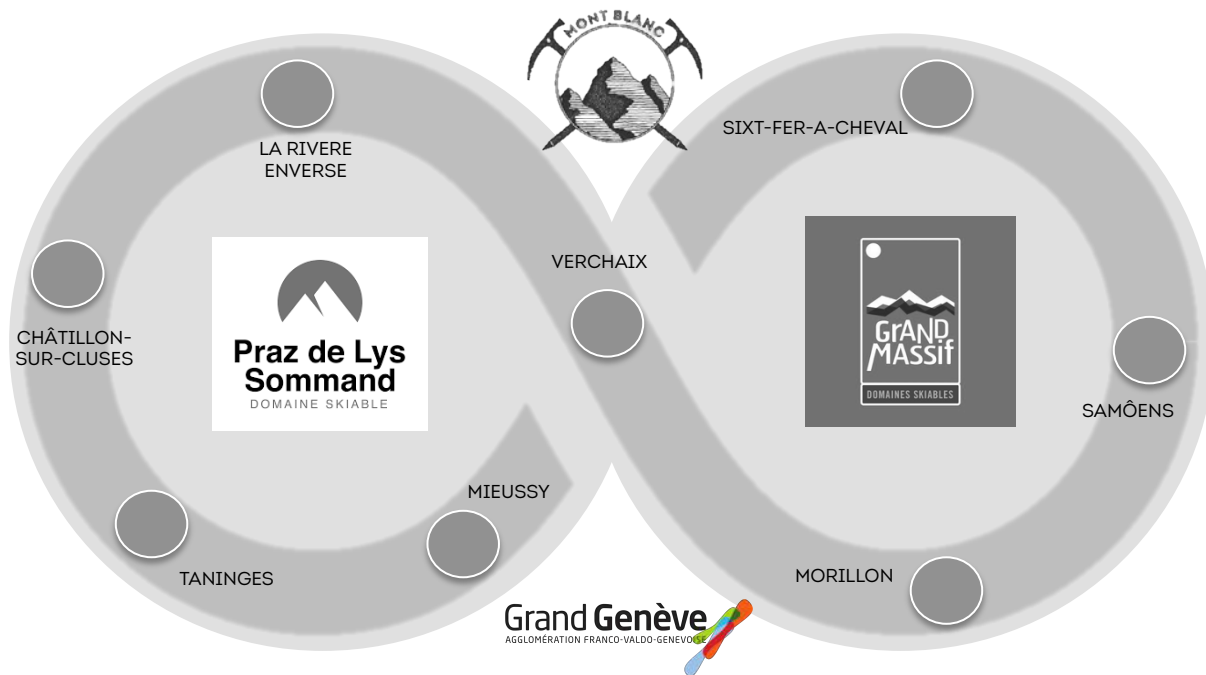 MONT BLANC
SIXT-FER-A-CHEVAL
LA RIVERE
ENVERSE
VERCHAIX
CHÂTILLON-
SUR-CLUSES
Praz de Lys
Sommand
DOMAINE SKIABLE
GRAND
MASSif
DOMAINES SKIABLES
SAMÔENS
MIEUSSY
TANINGES
MORILLON
Grand Genève
AGGLOMÉRATION FRANCO-VALDO-GENEVOISE